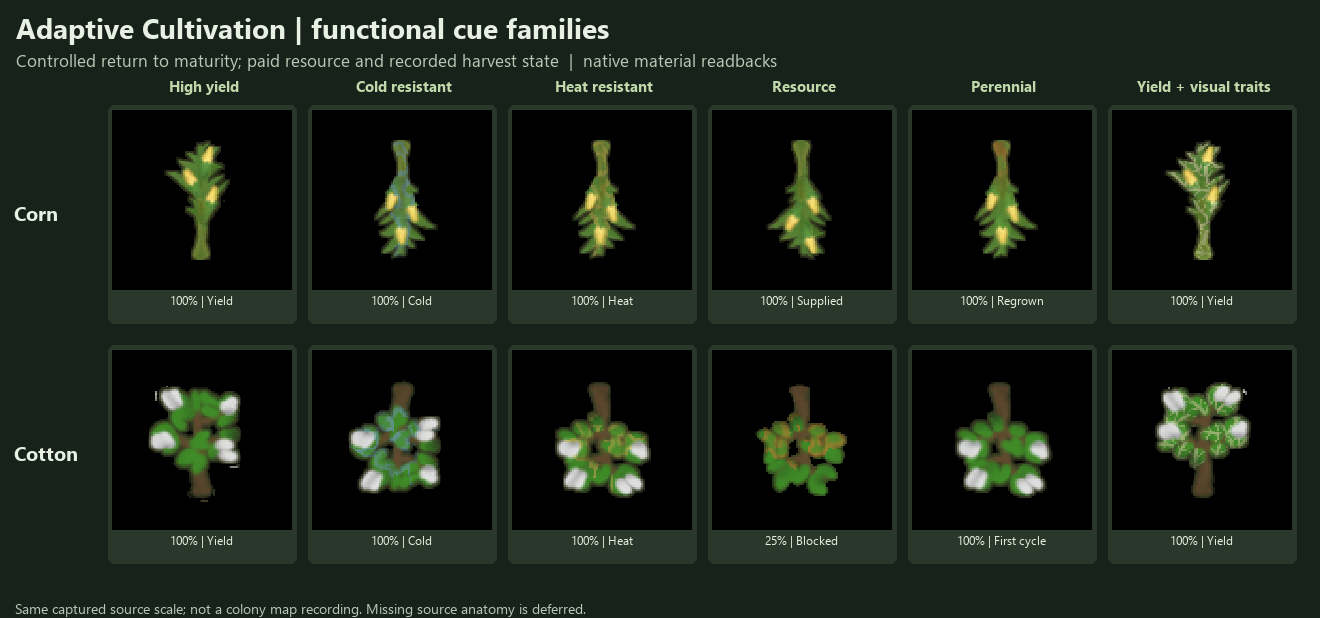 Adaptive Cultivation | functional cue families
Controlled return to maturity; paid resource and recorded harvest state | native material readbacks
High yield Cold resistant Heat resistant Resource Perennial Yield + visual traits
Corn
100% | Yield 100% | Cold 100% | Heat 100% | Supplied 100% | Regrown 100% | Yield
Cotton
100% | Yield 100% | Cold 100% | Heat 25% | Blocked 100% | First cycle 100% | Yield
Same captured source scale; not a colony map recording. Missing source anatomy is deferred.